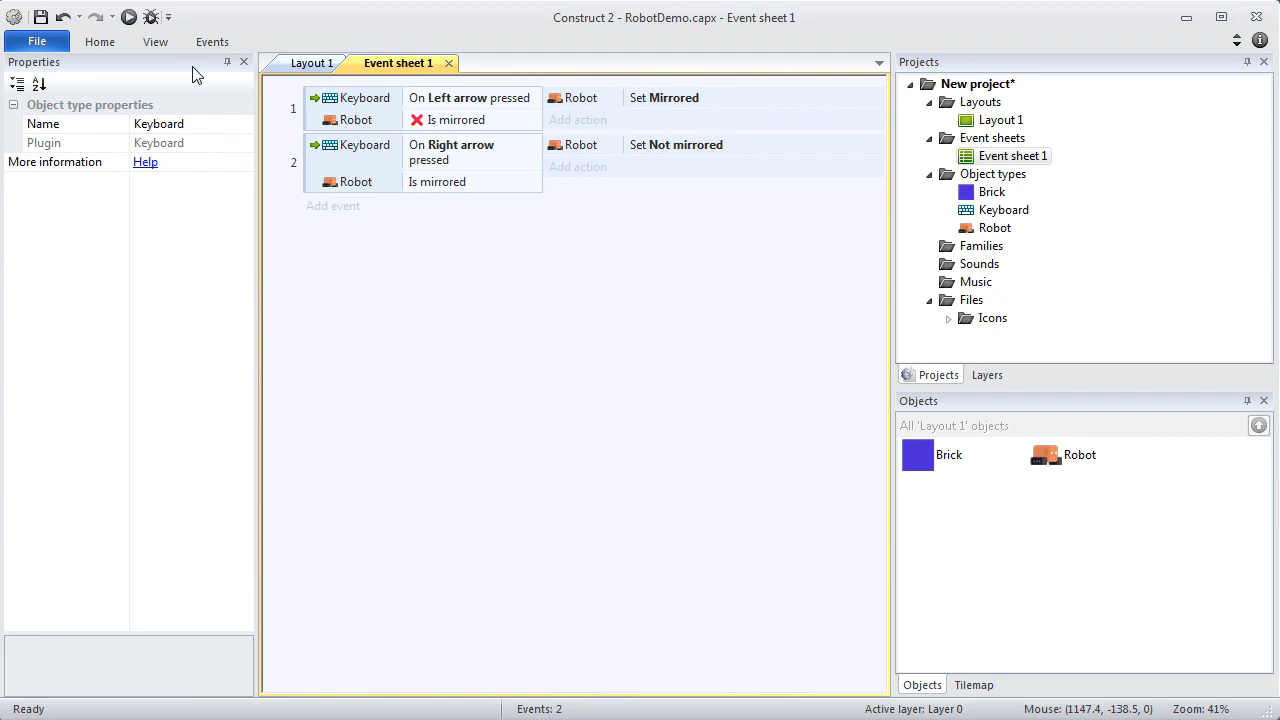 Construct 2 - RobotDemo.capx - Event sheet 1
File Home View Events
Properties
Object type properties
Name Keyboard
Plugin Keyboard
More information Help
Layout 1 Event sheet 1
1 Keyboard On Left arrow pressed Robot Set Mirrored
Robot Is mirrored Add action
2 Keyboard On Right arrow pressed Robot Set Not mirrored
Add action
Robot Is mirrored
Add event
Projects
New project*
Layouts
Layout 1
Event sheets
Event sheet 1
Object types
Brick
Keyboard
Robot
Families
Sounds
Music
Files
Icons
Projects Layers
Objects
All 'Layout 1' objects
Brick Robot
Objects Tilemap
Ready Events: 2 Active layer: Layer 0 Mouse: (1147.4, -138.5, 0) Zoom: 41%